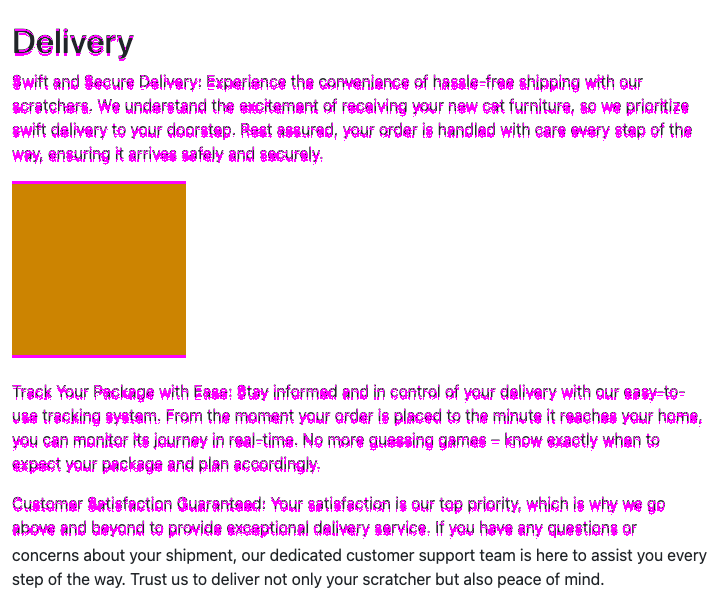 Delivery
Swift and Secure Delivery: Experience the convenience of hassle-free shipping with our
scratchers. We understand the excitement of receiving your new cat furniture, so we prioritize
swift delivery to your doorstep. Rest assured, your order is handled with care every step of the
way, ensuring it arrives safely and securely.
Track Your Package with Ease: Stay informed and in control of your delivery with our easy-to-
use tracking system. From the moment your order is placed to the minute it reaches your home,
you can monitor its journey in real-time. No more guessing games – know exactly when to
expect your package and plan accordingly.
Customer Satisfaction Guaranteed: Your satisfaction is our top priority, which is why we go
above and beyond to provide exceptional delivery service. If you have any questions or
concerns about your shipment, our dedicated customer support team is here to assist you every
step of the way. Trust us to deliver not only your scratcher but also peace of mind.